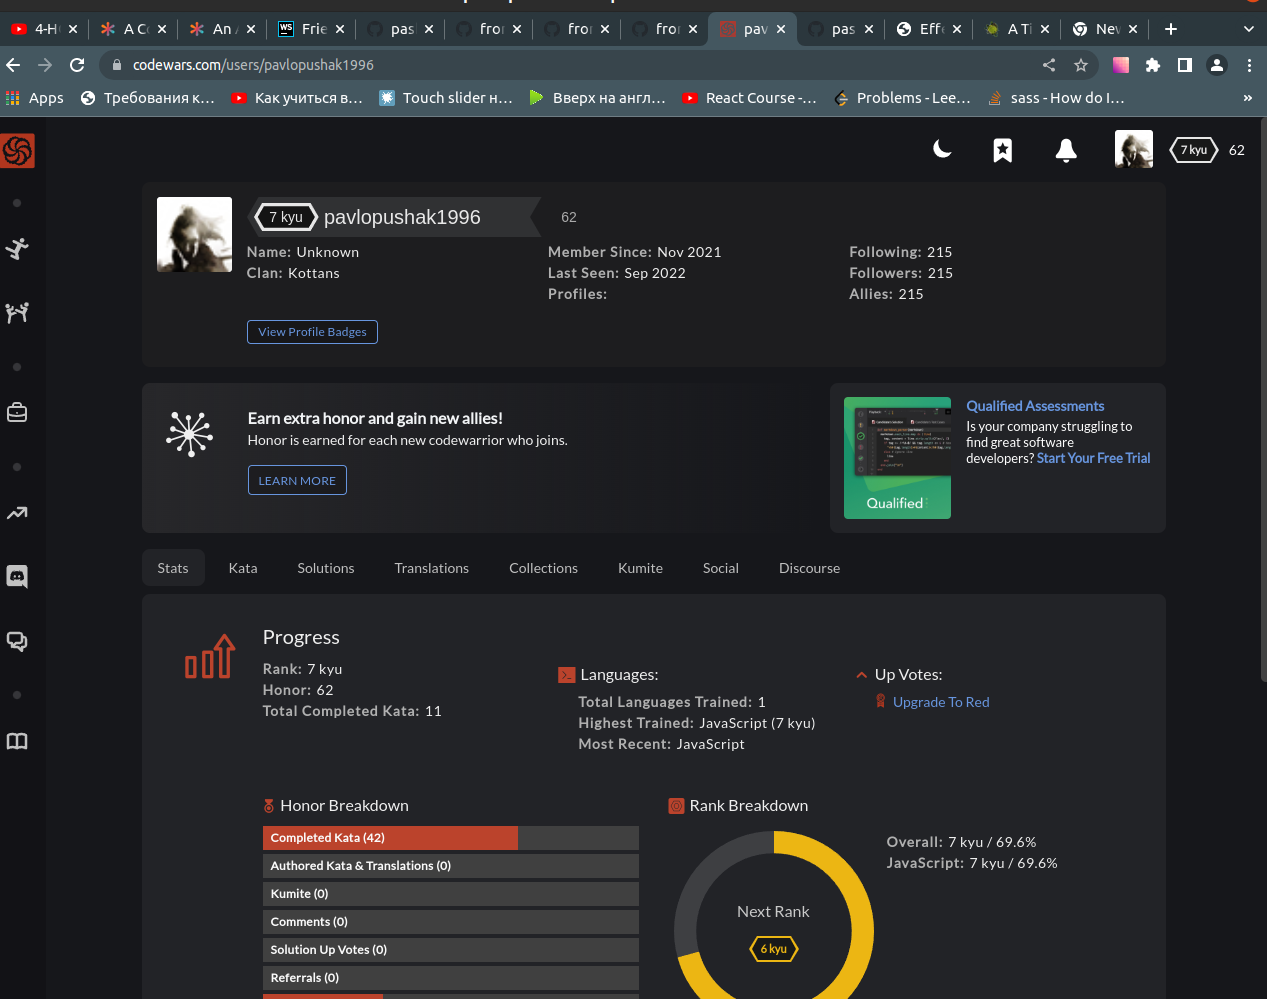 4-H
A Co
An A
WS Frie
pas
fror
fror
fror
pav
pas
Effe
A Ti
Nev
codewars.com/users/pavlopushak1996
Apps
Требования к...
Как учиться в...
Touch slider н...
Вверх на англ...
React Course -...
Problems - Lee...
sass - How do I...
»
7 kyu 62
7 kyu pavlopushak1996 62
Name: Unknown
Clan: Kottans
Member Since: Nov 2021
Last Seen: Sep 2022
Profiles:
Following: 215
Followers: 215
Allies: 215
View Profile Badges
Earn extra honor and gain new allies!
Honor is earned for each new codewarrior who joins.
LEARN MORE
Qualified
Qualified Assessments
Is your company struggling to
find great software
developers? Start Your Free Trial
Stats Kata Solutions Translations Collections Kumite Social Discourse
Progress
Rank: 7 kyu
Honor: 62
Total Completed Kata: 11
Languages:
Total Languages Trained: 1
Highest Trained: JavaScript (7 kyu)
Most Recent: JavaScript
Up Votes:
Upgrade To Red
Honor Breakdown
Completed Kata (42)
Authored Kata & Translations (0)
Kumite (0)
Comments (0)
Solution Up Votes (0)
Referrals (0)
Rank Breakdown
Next Rank
6 kyu
Overall: 7 kyu / 69.6%
JavaScript: 7 kyu / 69.6%